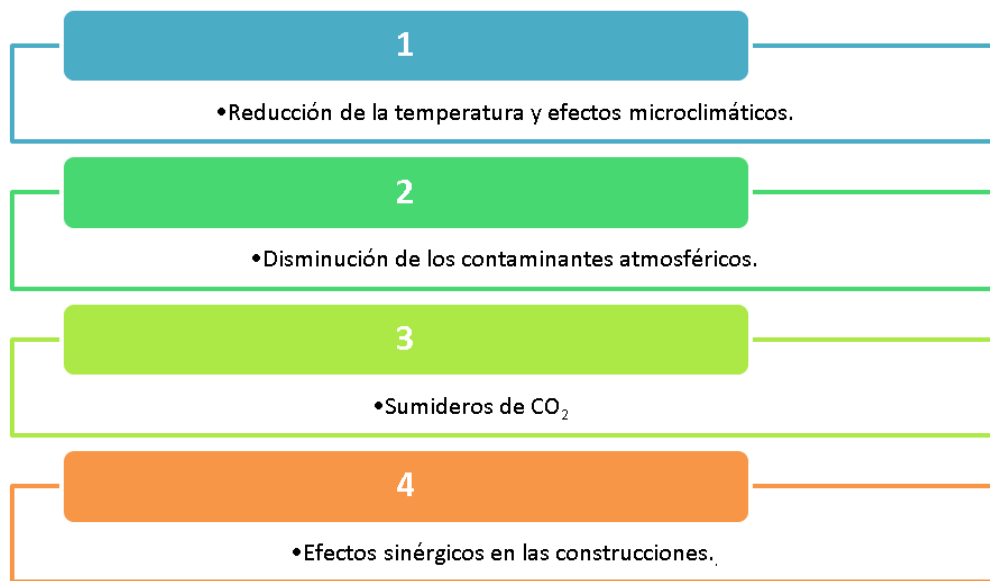 1
•Reducción de la temperatura y efectos microclimáticos.
2
•Disminución de los contaminantes atmosféricos.
3
•Sumideros de CO₂
4
•Efectos sinérgicos en las construcciones.